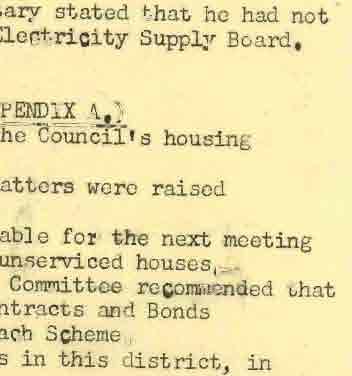 tary stated that he had not
Electricity Supply Board.
PENDIX A.)
he Council's housing
atters were raised
able for the next meeting
unserviced houses,
Committee recommended that
ntracts and Bonds
ach Scheme
s in this district, in